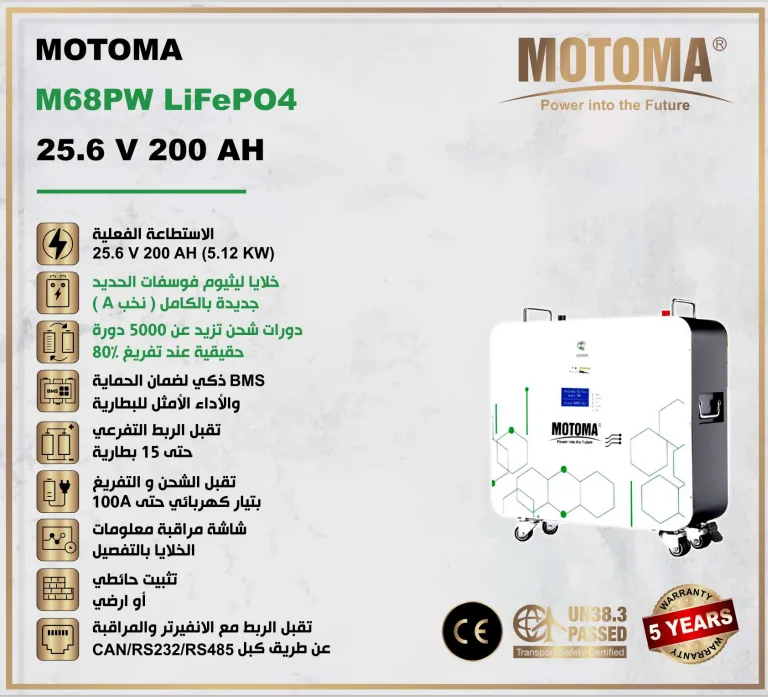 MOTOMA
M68PW LiFePO4
25.6 V 200 AH
MOTOMA®
Power into the Future
الاستطاعة الفعلية
25.6 V 200 AH (5.12 KW)
خلايا ليثيوم فوسفات الحديد
جديدة بالكامل ( نخب A )
دورات شحن تزيد عن 5000 دورة
حقيقية عند تفريغ 80%
BMS ذكي لضمان الحماية
والأداء الأمثل للبطارية
تقبل الربط التفرعي
حتى 15 بطارية
تقبل الشحن و التفريغ
بتيار كهربائي حتى 100A
شاشة مراقبة معلومات
الخلايا بالتفصيل
تثبيت حائطي
أو ارضي
تقبل الربط مع الانفيرتر والمراقبة
عن طريق كبل CAN/RS232/RS485
BMS
MOTOMA
Power into the Future
CE
UN38.3
PASSED
Transport Safety Certified
WARRANTY
5 YEARS
WARRANTY